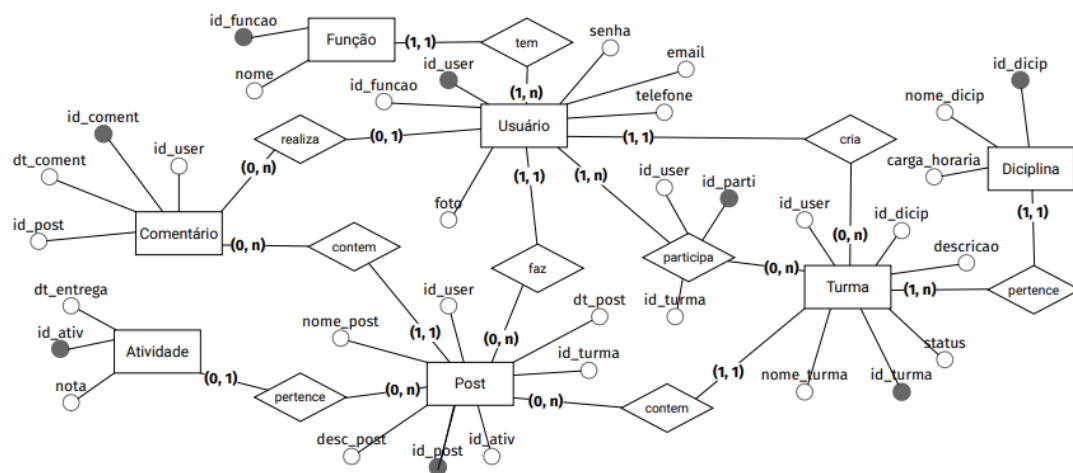 id_funcao
Função
(1, 1)
tem
senha
nome
id_user
email
id_funcao
(1, n)
telefone
id_dicip
nome_dicip
id_coment
realiza
(0, 1)
Usuário
(1, 1)
cria
dt_coment
id_user
(0, n)
(1, 1)
(1, n)
id_user
id_parti
carga_horaria
Diciplina
id_post
Comentário
foto
id_user
id_dicip
(1, 1)
(0, n)
contem
faz
participa
(0, n)
(0, n)
descricao
dt_entrega
id_user
dt_post
id_turma
Turma
(1, n)
pertence
id_ativ
Atividade
nome_post
(1, 1)
(0, n)
id_turma
status
nota
(0, 1)
pertence
(0, n)
Post
(0, n)
contem
(1, 1)
nome_turma
id_turma
desc_post
id_post
id_ativ